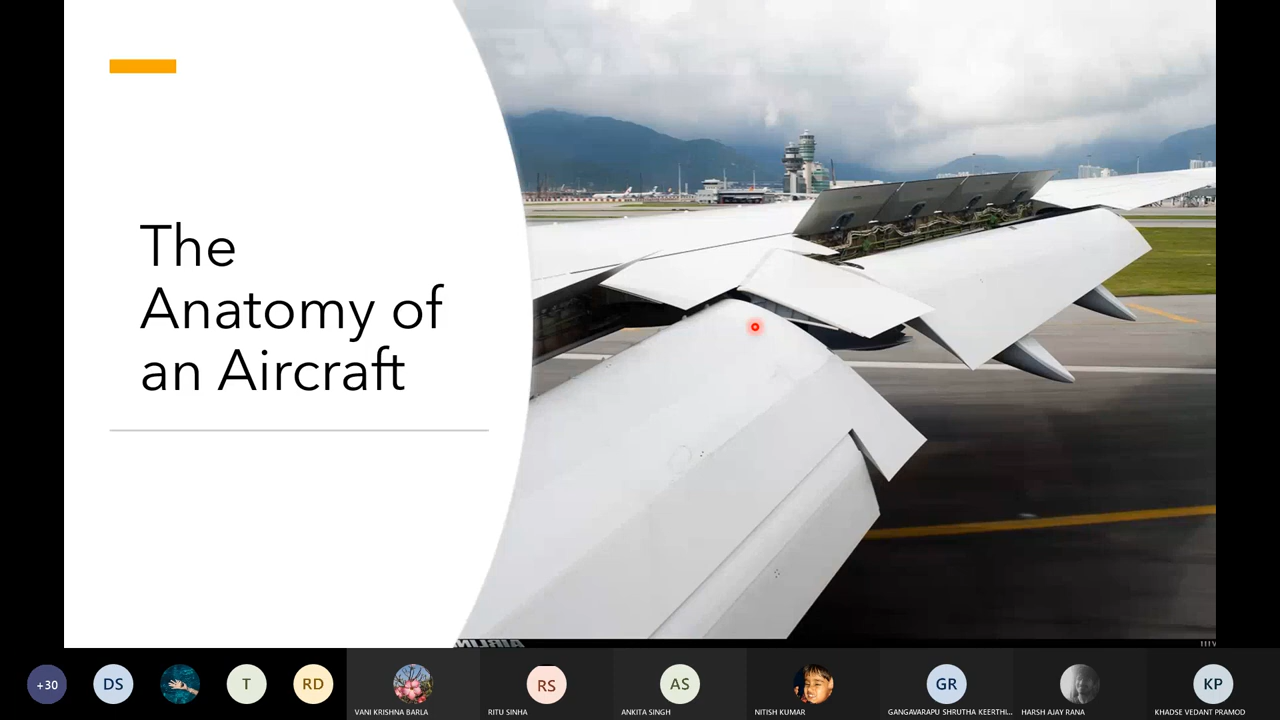 The
Anatomy of
an Aircraft
+30
DS
T
RD
RS
AS
GR
KP
VANI KRISHNA BARLA
RITU SINHA
ANKITA SINGH
NITISH KUMAR
GANGAVARAPU SHRUTHA KEERTHI...
HARSH AJAY RANA
KHADSE VEDANT PRAMOD